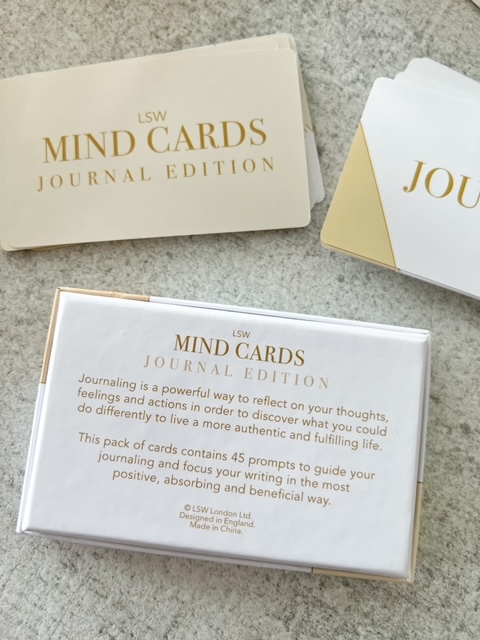 LSW
MIND CARDS
JOURNAL EDITION
JOU
LSW
MIND CARDS
JOURNAL EDITION
Journaling is a powerful way to reflect on your thoughts,
feelings and actions in order to discover what you could
do differently to live a more authentic and fulfilling life.
This pack of cards contains 45 prompts to guide your
journaling and focus your writing in the most
positive, absorbing and beneficial way.
© LSW London Ltd.
Designed in England.
Made in China.